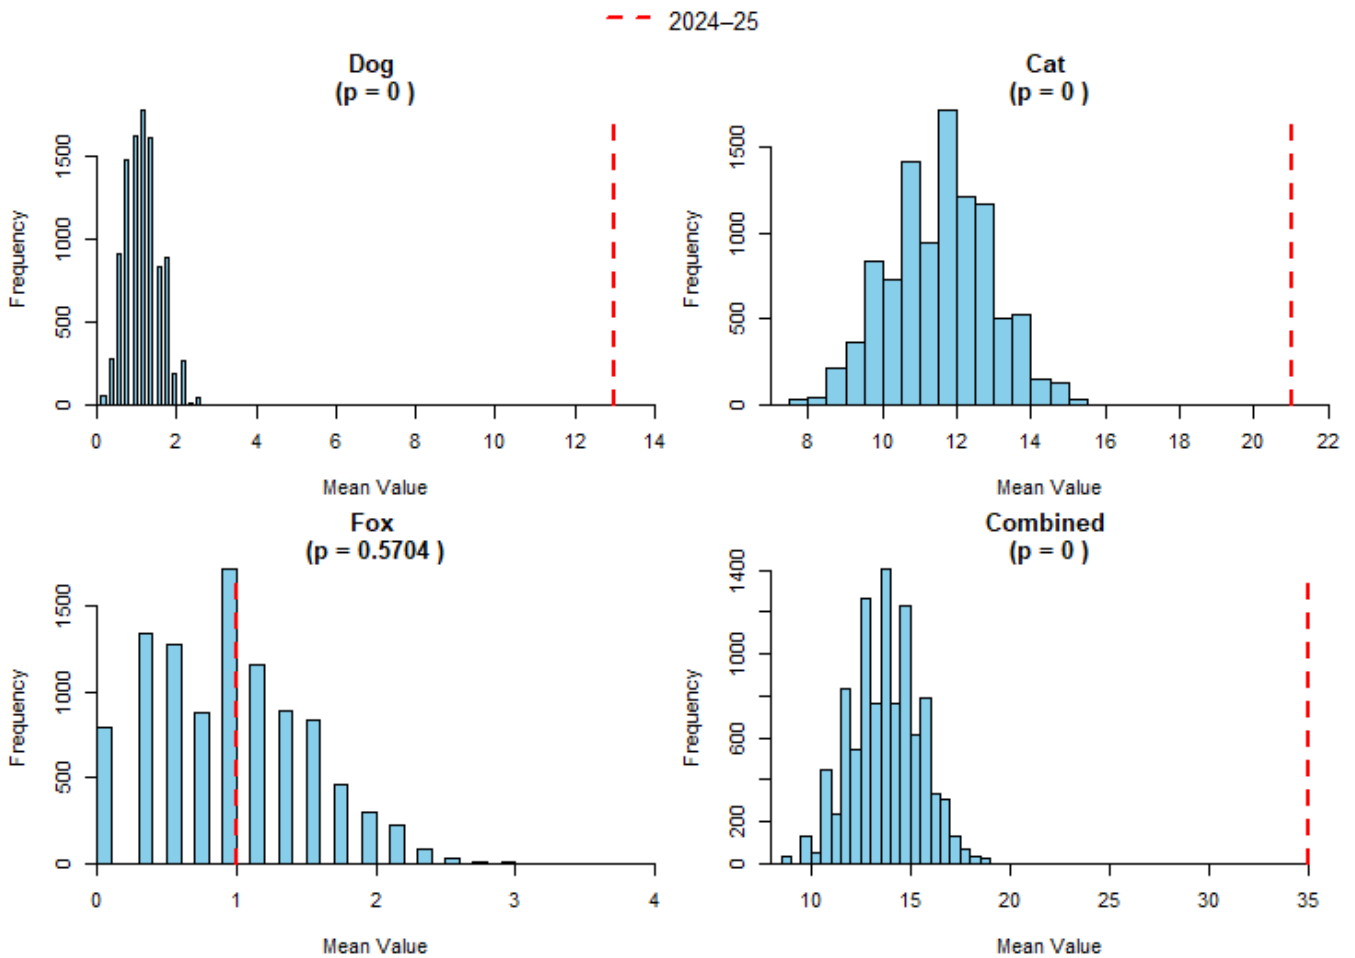 2024–25
Dog
(p = 0 )
Frequency
0
500
1000
1500
0 2 4 6 8 10 12 14
Mean Value
Cat
(p = 0 )
Frequency
0
500
1000
1500
8 10 12 14 16 18 20 22
Mean Value
Fox
(p = 0.5704 )
Frequency
0
500
1000
1500
0 1 2 3 4
Mean Value
Combined
(p = 0 )
Frequency
0
200
600
1000
1400
10 15 20 25 30 35
Mean Value